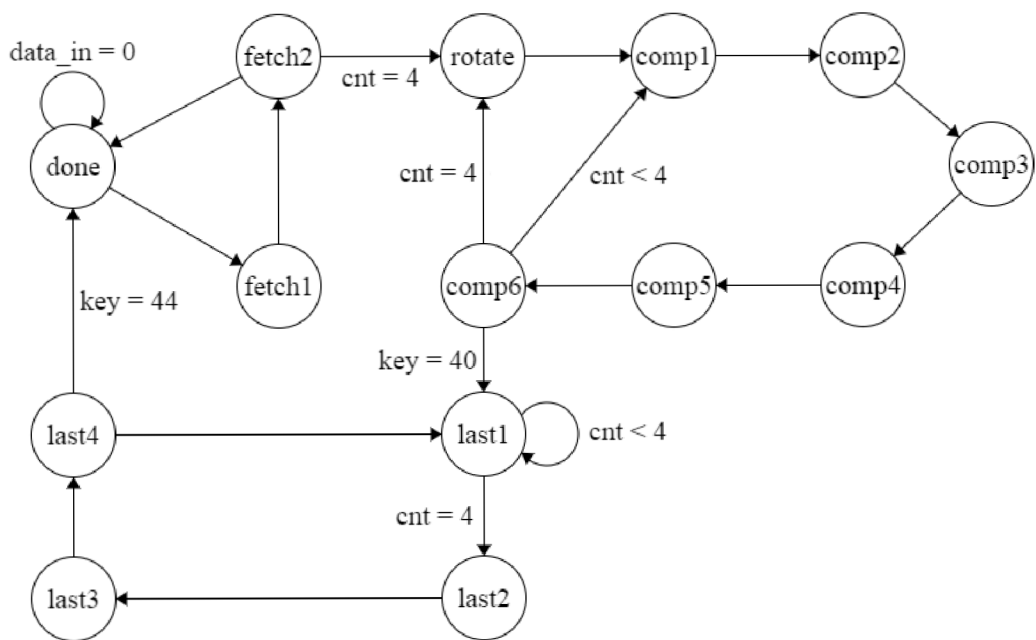 data_in = 0
fetch2
cnt = 4
rotate
comp1
comp2
done
cnt = 4
cnt < 4
comp3
fetch1
comp6
comp5
comp4
key = 44
key = 40
last4
last1
cnt < 4
cnt = 4
last3
last2